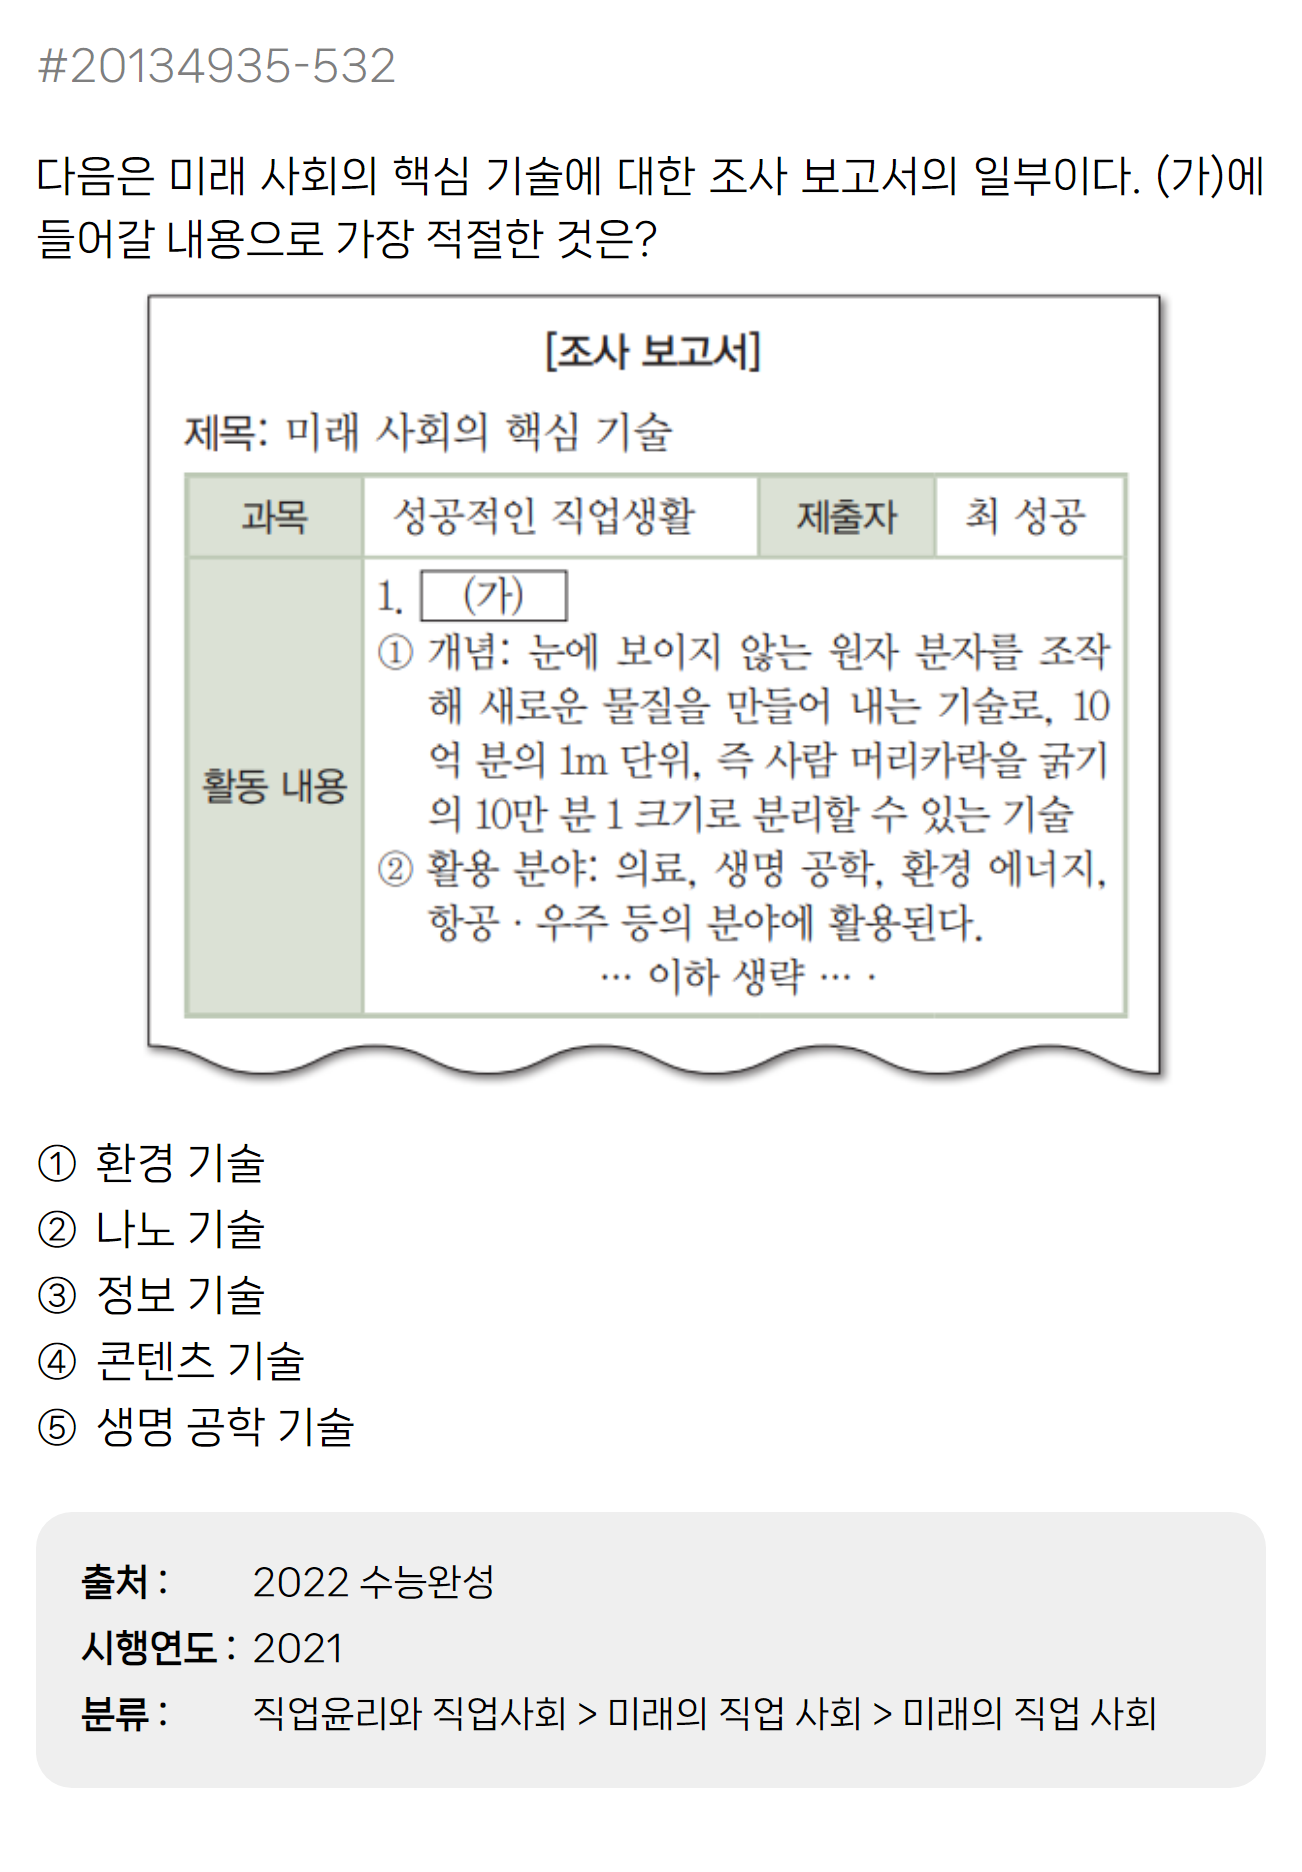 #20134935-532
다음은 미래 사회의 핵심 기술에 대한 조사 보고서의 일부이다. (가)에
들어갈 내용으로 가장 적절한 것은?
[조사 보고서]
제목: 미래 사회의 핵심 기술
과목 성공적인 직업생활 제출자 최 성공
활동 내용
1. (가)
① 개념: 눈에 보이지 않는 원자 분자를 조작
해 새로운 물질을 만들어 내는 기술로, 10
억 분의 1m 단위, 즉 사람 머리카락을 굵기
의 10만 분 1 크기로 분리할 수 있는 기술
② 활용 분야: 의료, 생명 공학, 환경 에너지,
항공·우주 등의 분야에 활용된다.
… 이하 생략 … .
① 환경 기술
② 나노 기술
③ 정보 기술
④ 콘텐츠 기술
⑤ 생명 공학 기술
출처 : 2022 수능완성
시행연도 : 2021
분류 : 직업윤리와 직업사회 > 미래의 직업 사회 > 미래의 직업 사회